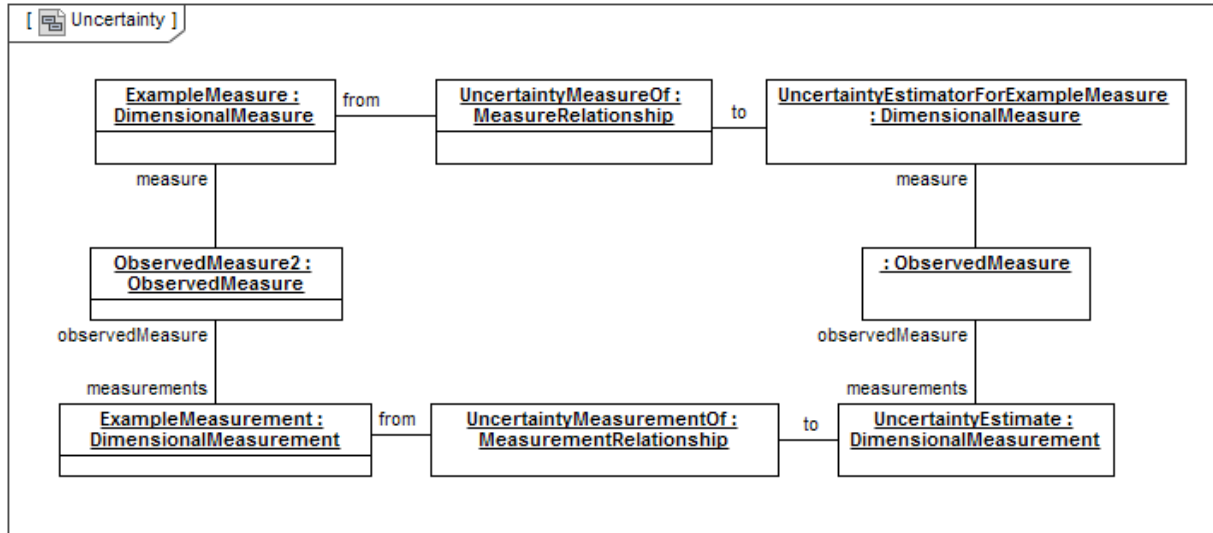 [ Uncertainty ]
ExampleMeasure :
DimensionalMeasure
from
UncertaintyMeasureOf :
MeasureRelationship
to
UncertaintyEstimatorForExampleMeasure
: DimensionalMeasure
measure
measure
ObservedMeasure2 :
ObservedMeasure
: ObservedMeasure
observedMeasure
observedMeasure
measurements
measurements
ExampleMeasurement :
DimensionalMeasurement
from
UncertaintyMeasurementOf :
MeasurementRelationship
to
UncertaintyEstimate :
DimensionalMeasurement